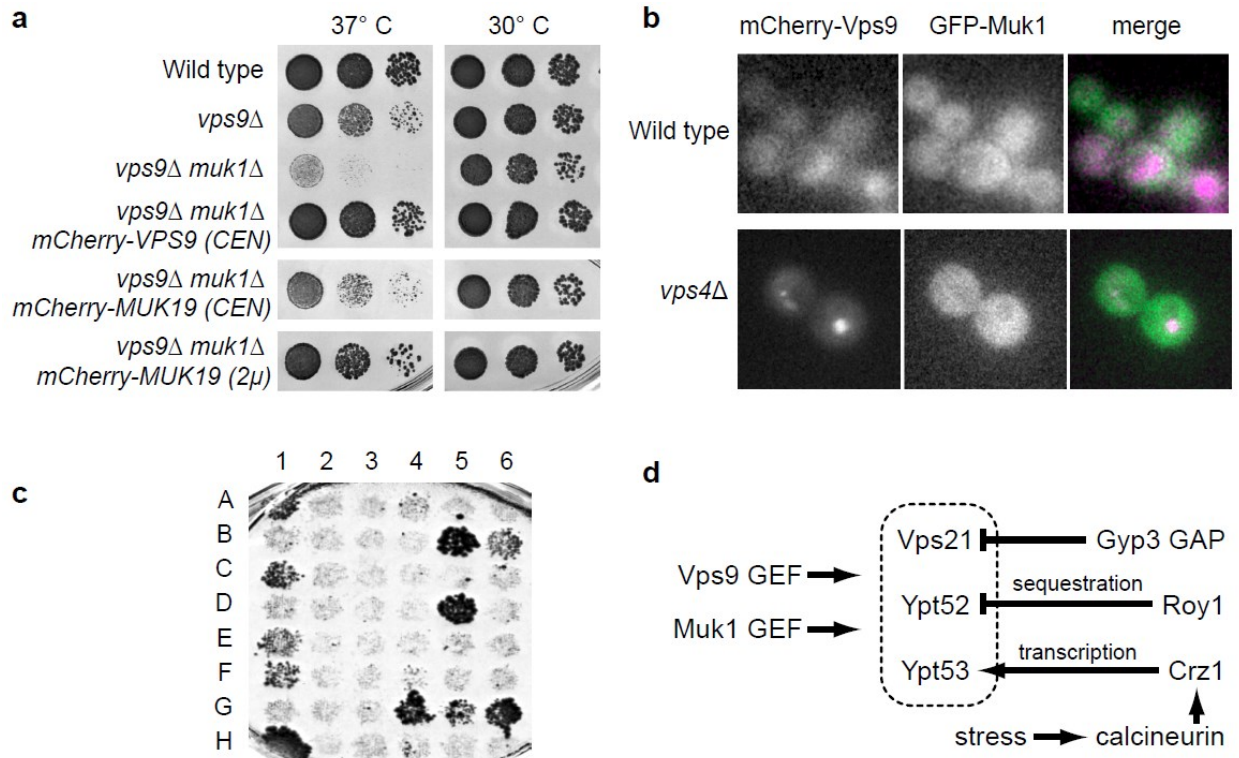 a
37° C
30° C
Wild type
vps9Δ
vps9Δ muk1Δ
vps9Δ muk1Δ
mCherry-VPS9 (CEN)
vps9Δ muk1Δ
mCherry-MUK19 (CEN)
vps9Δ muk1Δ
mCherry-MUK19 (2μ)
b
mCherry-Vps9
GFP-Muk1
merge
Wild type
vps4Δ
c
1 2 3 4 5 6
A
B
C
D
E
F
G
H
d
Vps9 GEF
Muk1 GEF
Vps21
Ypt52
Ypt53
Gyp3 GAP
sequestration
Roy1
transcription
Crz1
stress
calcineurin